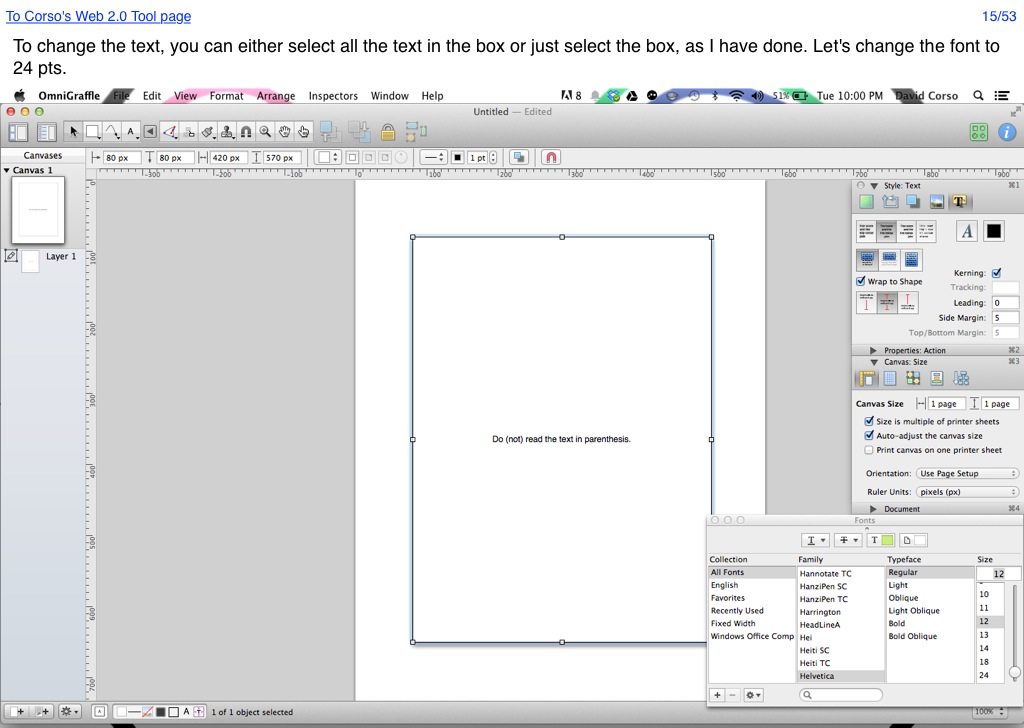 To Corso's Web 2.0 Tool page
15/53
To change the text, you can either select all the text in the box or just select the box, as I have done. Let's change the font to
24 pts.
OmniGraffle File Edit View Format Arrange Inspectors Window Help
8 51% Tue 10:00 PM David Corso
Untitled — Edited
Canvases
80 px 80 px 420 px 570 px 1 pt
Canvas 1
Layer 1
-300 -200 -100 0 100 200 300 400 500 600 700 800 900
0
100
200
300
400
500
600
700
Do (not) read the text in parenthesis.
Style: Text ⌘1
Kerning:
Tracking:
Wrap to Shape
Leading: 0
Side Margin: 5
Top/Bottom Margin: 5
Properties: Action ⌘2
Canvas: Size ⌘3
Canvas Size 1 page 1 page
Size is multiple of printer sheets
Auto-adjust the canvas size
Print canvas on one printer sheet
Orientation: Use Page Setup
Ruler Units: pixels (px)
Document ⌘4
Fonts
Collection Family Typeface Size
All Fonts
English
Favorites
Recently Used
Fixed Width
Windows Office Comp
Hannotate TC
HanziPen SC
HanziPen TC
Harrington
HeadLineA
Hei
Heiti SC
Heiti TC
Helvetica
Regular
Light
Oblique
Light Oblique
Bold
Bold Oblique
12
10
11
12
13
14
18
24
1 of 1 object selected
100%